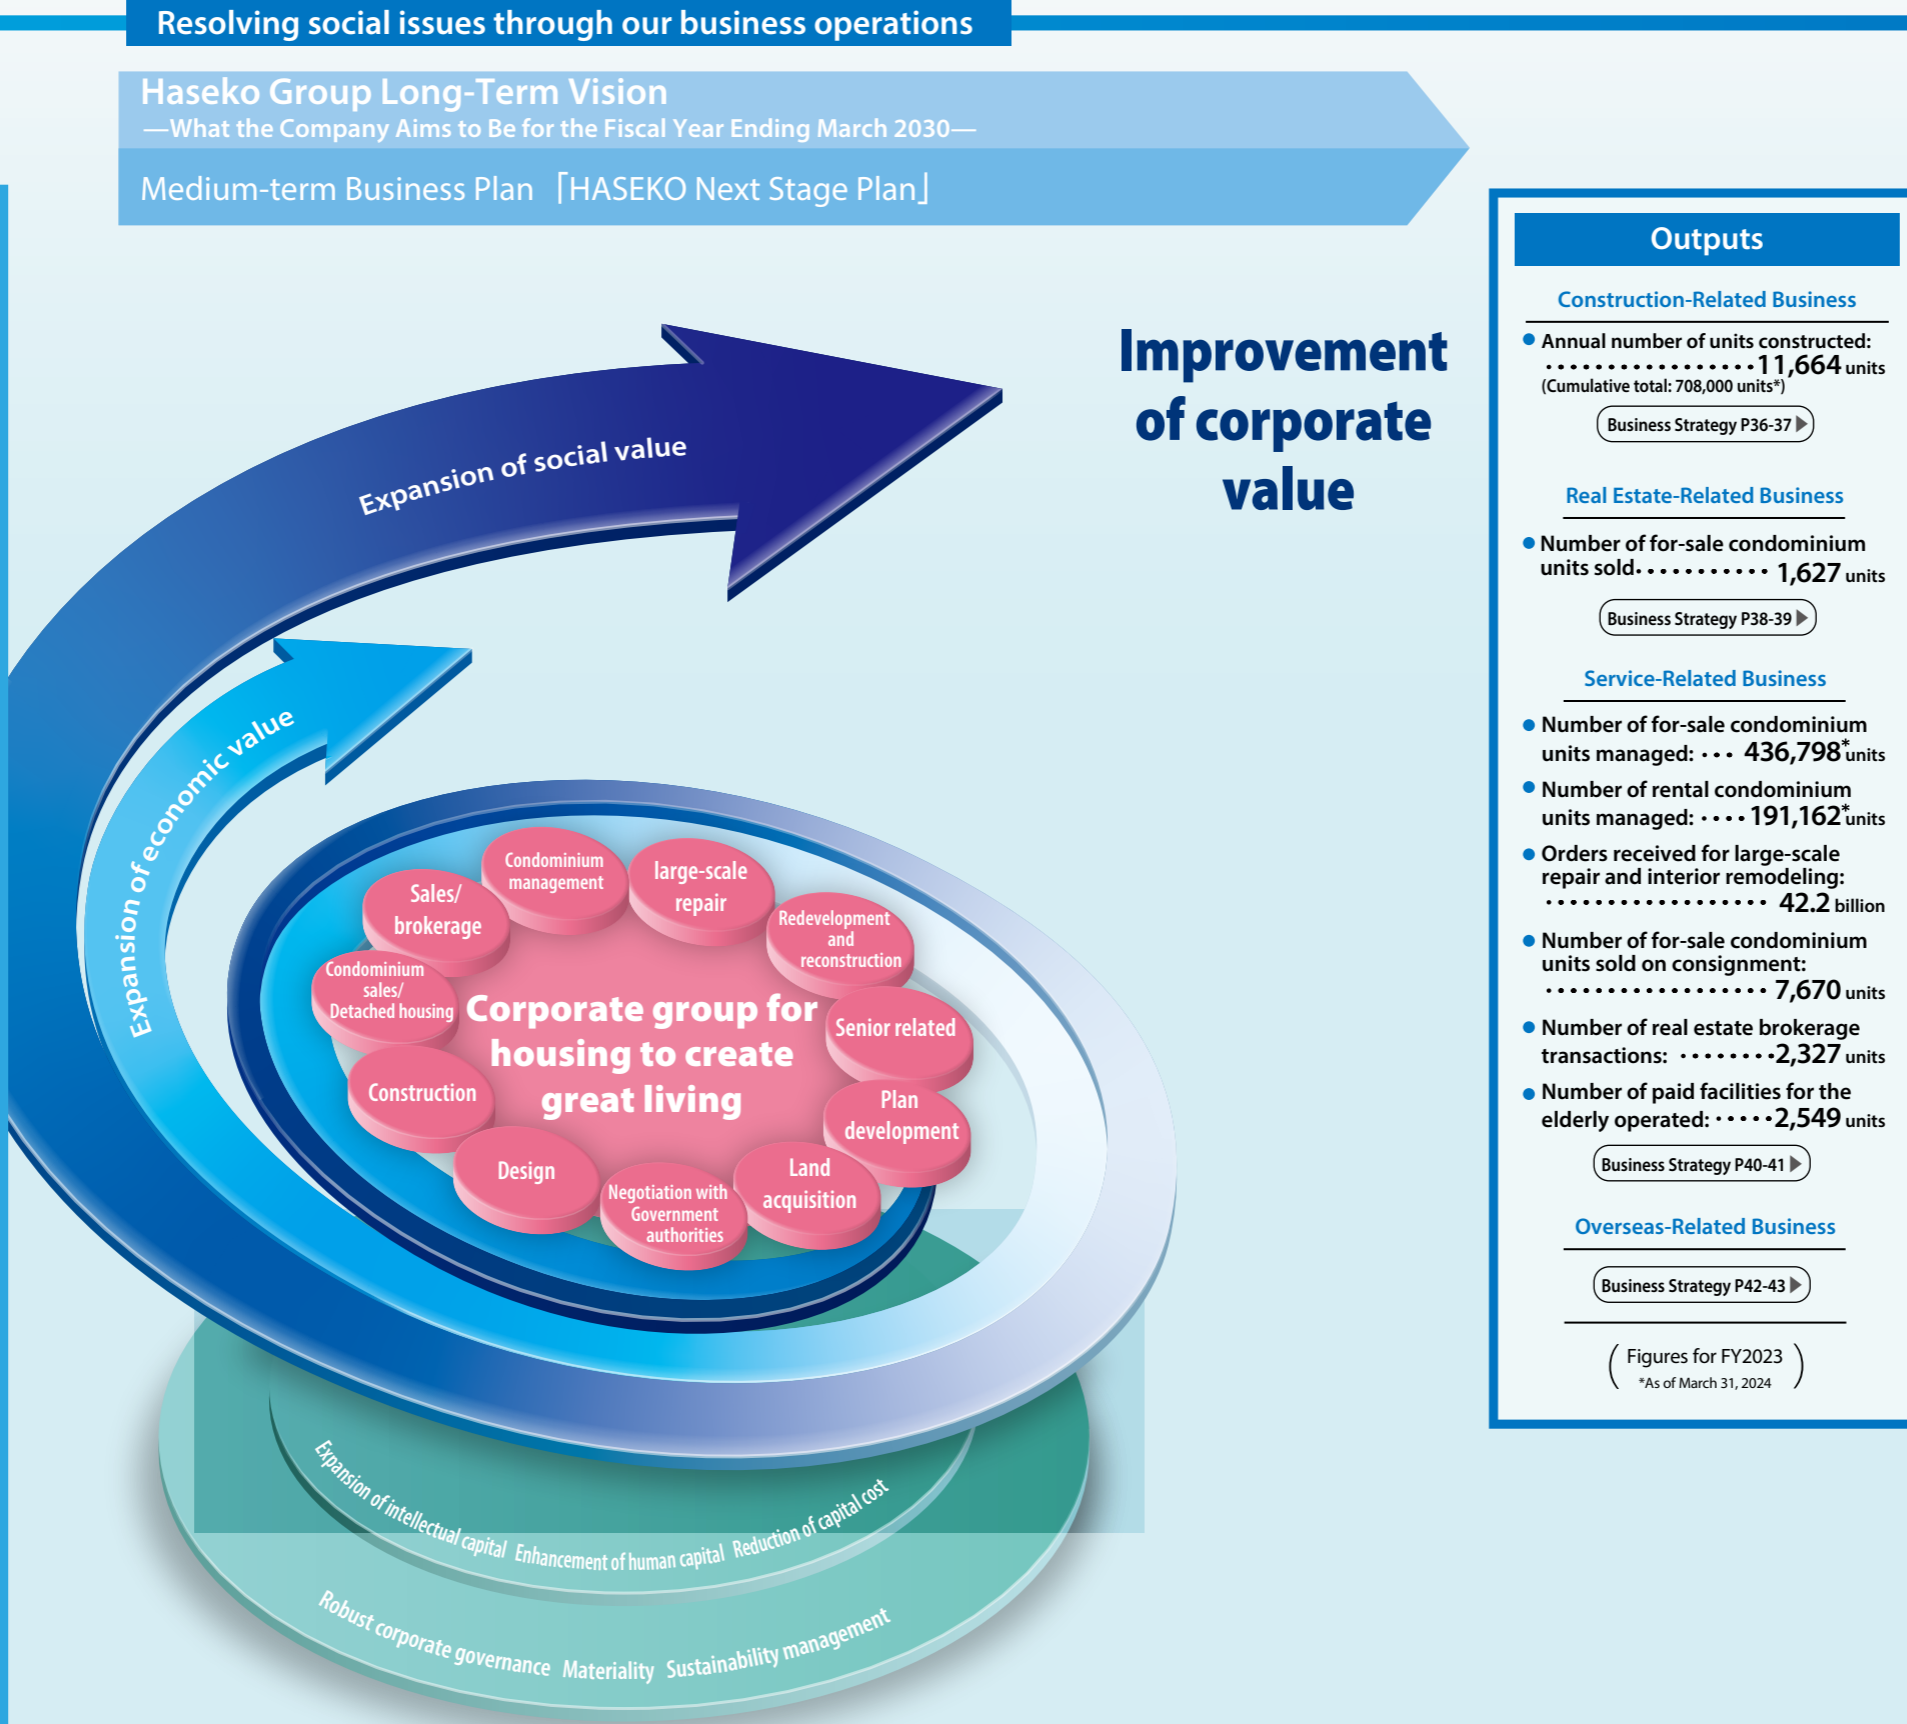 Resolving social issues through our business operations
Haseko Group Long-Term Vision
—What the Company Aims to Be for the Fiscal Year Ending March 2030—
Medium-term Business Plan ｢HASEKO Next Stage Plan｣
Improvement
of corporate
value
Expansion of social value
Expansion of economic value
Condominium
management
large-scale
repair
Sales/
brokerage
Redevelopment
and
reconstruction
Condominium
sales/
Detached housing
Senior related
Corporate group for
housing to create
great living
Construction
Plan
development
Design
Land
acquisition
Negotiation with
Government
authorities
Expansion of intellectual capital Enhancement of human capital Reduction of capital cost
Robust corporate governance Materiality Sustainability management
Outputs
Construction-Related Business
● Annual number of units constructed:
··················11,664 units
(Cumulative total: 708,000 units*)
Business Strategy P36-37 ▶
Real Estate-Related Business
● Number of for-sale condominium
units sold············ 1,627 units
Business Strategy P38-39 ▶
Service-Related Business
● Number of for-sale condominium
units managed: ··· 436,798*units
● Number of rental condominium
units managed: ····191,162*units
● Orders received for large-scale
repair and interior remodeling:
··················· 42.2 billion
● Number of for-sale condominium
units sold on consignment:
··················· 7,670 units
● Number of real estate brokerage
transactions: ········2,327 units
● Number of paid facilities for the
elderly operated: ·····2,549 units
Business Strategy P40-41 ▶
Overseas-Related Business
Business Strategy P42-43 ▶
(Figures for FY2023
*As of March 31, 2024)